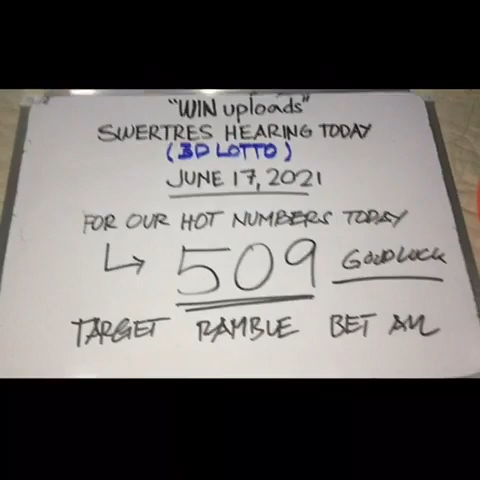 "WIN uploads"
SWERTRES HEARING TODAY
(3D LOTTO)
JUNE 17, 2021
FOR OUR HOT NUMBERS TODAY
↳ 509 GOODLUCK
TARGET RAMBLE BET ALL